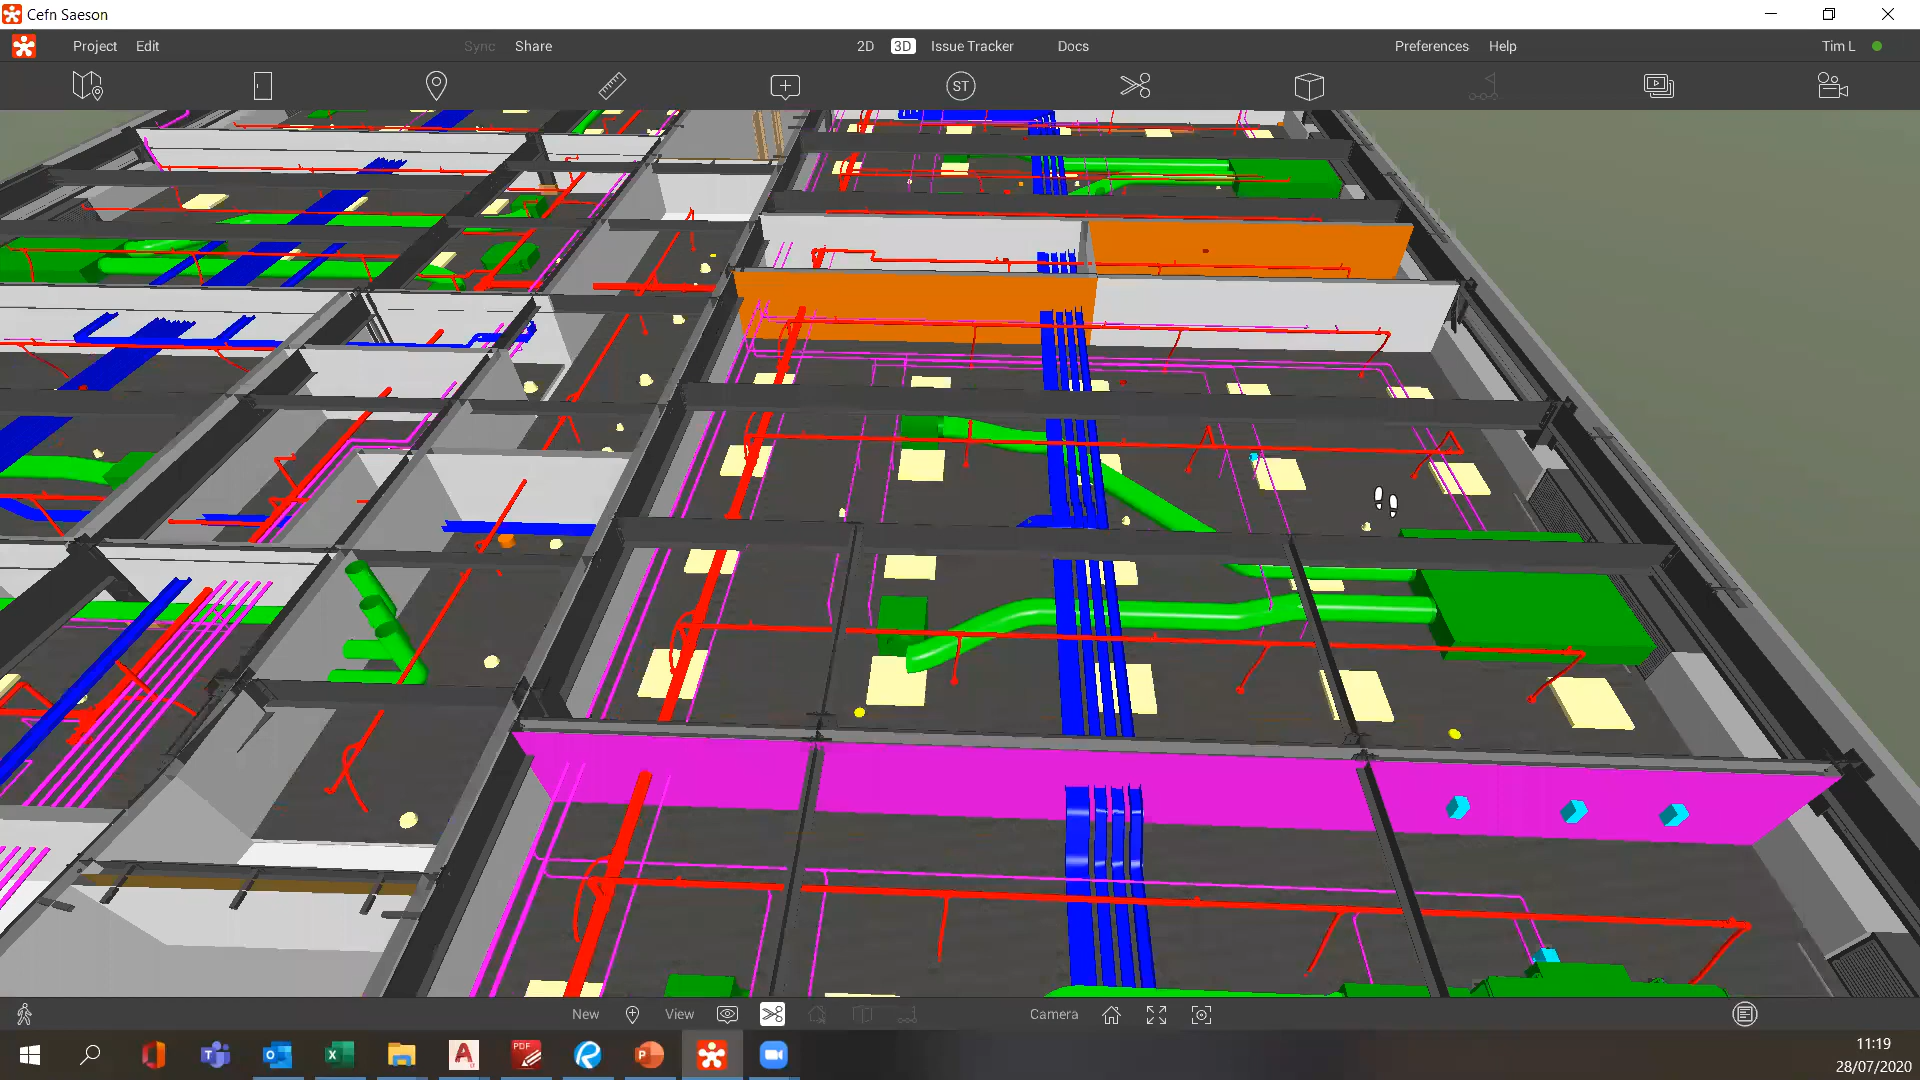 Cefn Saeson
Project Edit Sync Share 2D 3D Issue Tracker Docs Preferences Help Tim L
ST
New View Camera
PDF
11:19
28/07/2020